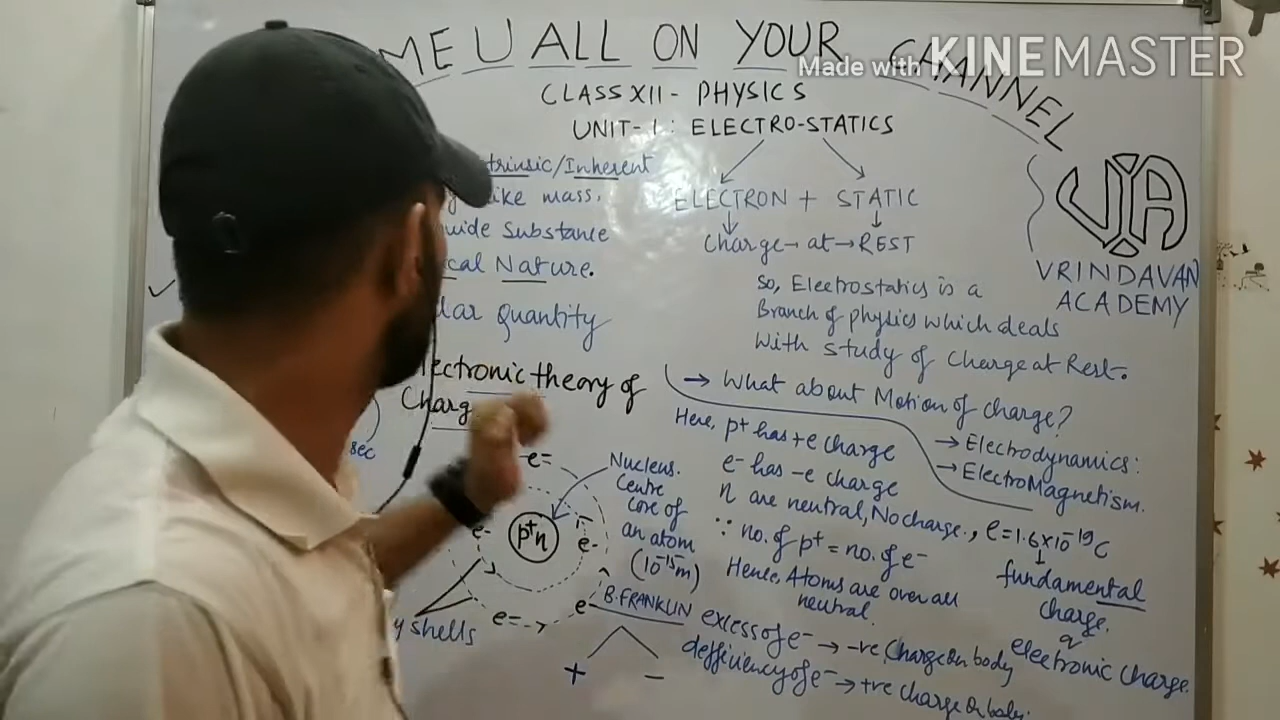 ME U ALL ON YOUR CHANNEL
Made with KINEMASTER
CLASS XII - PHYSICS
UNIT-1: ELECTRO-STATICS
trinsic/Inherent
like mass.
uide Substance
cal Nature.
lar Quantity
ELECTRON + STATIC
Charge → at → REST
So, Electrostatics is a
Branch of physics which deals
with study of Charge at Rest.
→ What about Motion of charge?
→ Electrodynamics:
→ ElectroMagnetism.
VRINDAVAN
ACADEMY
lectronic theory of
Charg
sec
e-
Nucleus.
Centre
core of
an atom
(10⁻¹⁵m)
p⁺n
e-
e-
e-
e-
y shells
Here, p⁺ has +e charge
e⁻ has -e charge
n are neutral, No charge., e = 1.6×10⁻¹⁹C
∵ no. of p⁺ = no. of e⁻
Hence, Atoms are over all
neutral.
fundamental
charge.
or
electronic Charge.
B. FRANKLIN
+ −
excess of e⁻ → -ve Charge on body
defficiency of e⁻ → +ve charge on body.